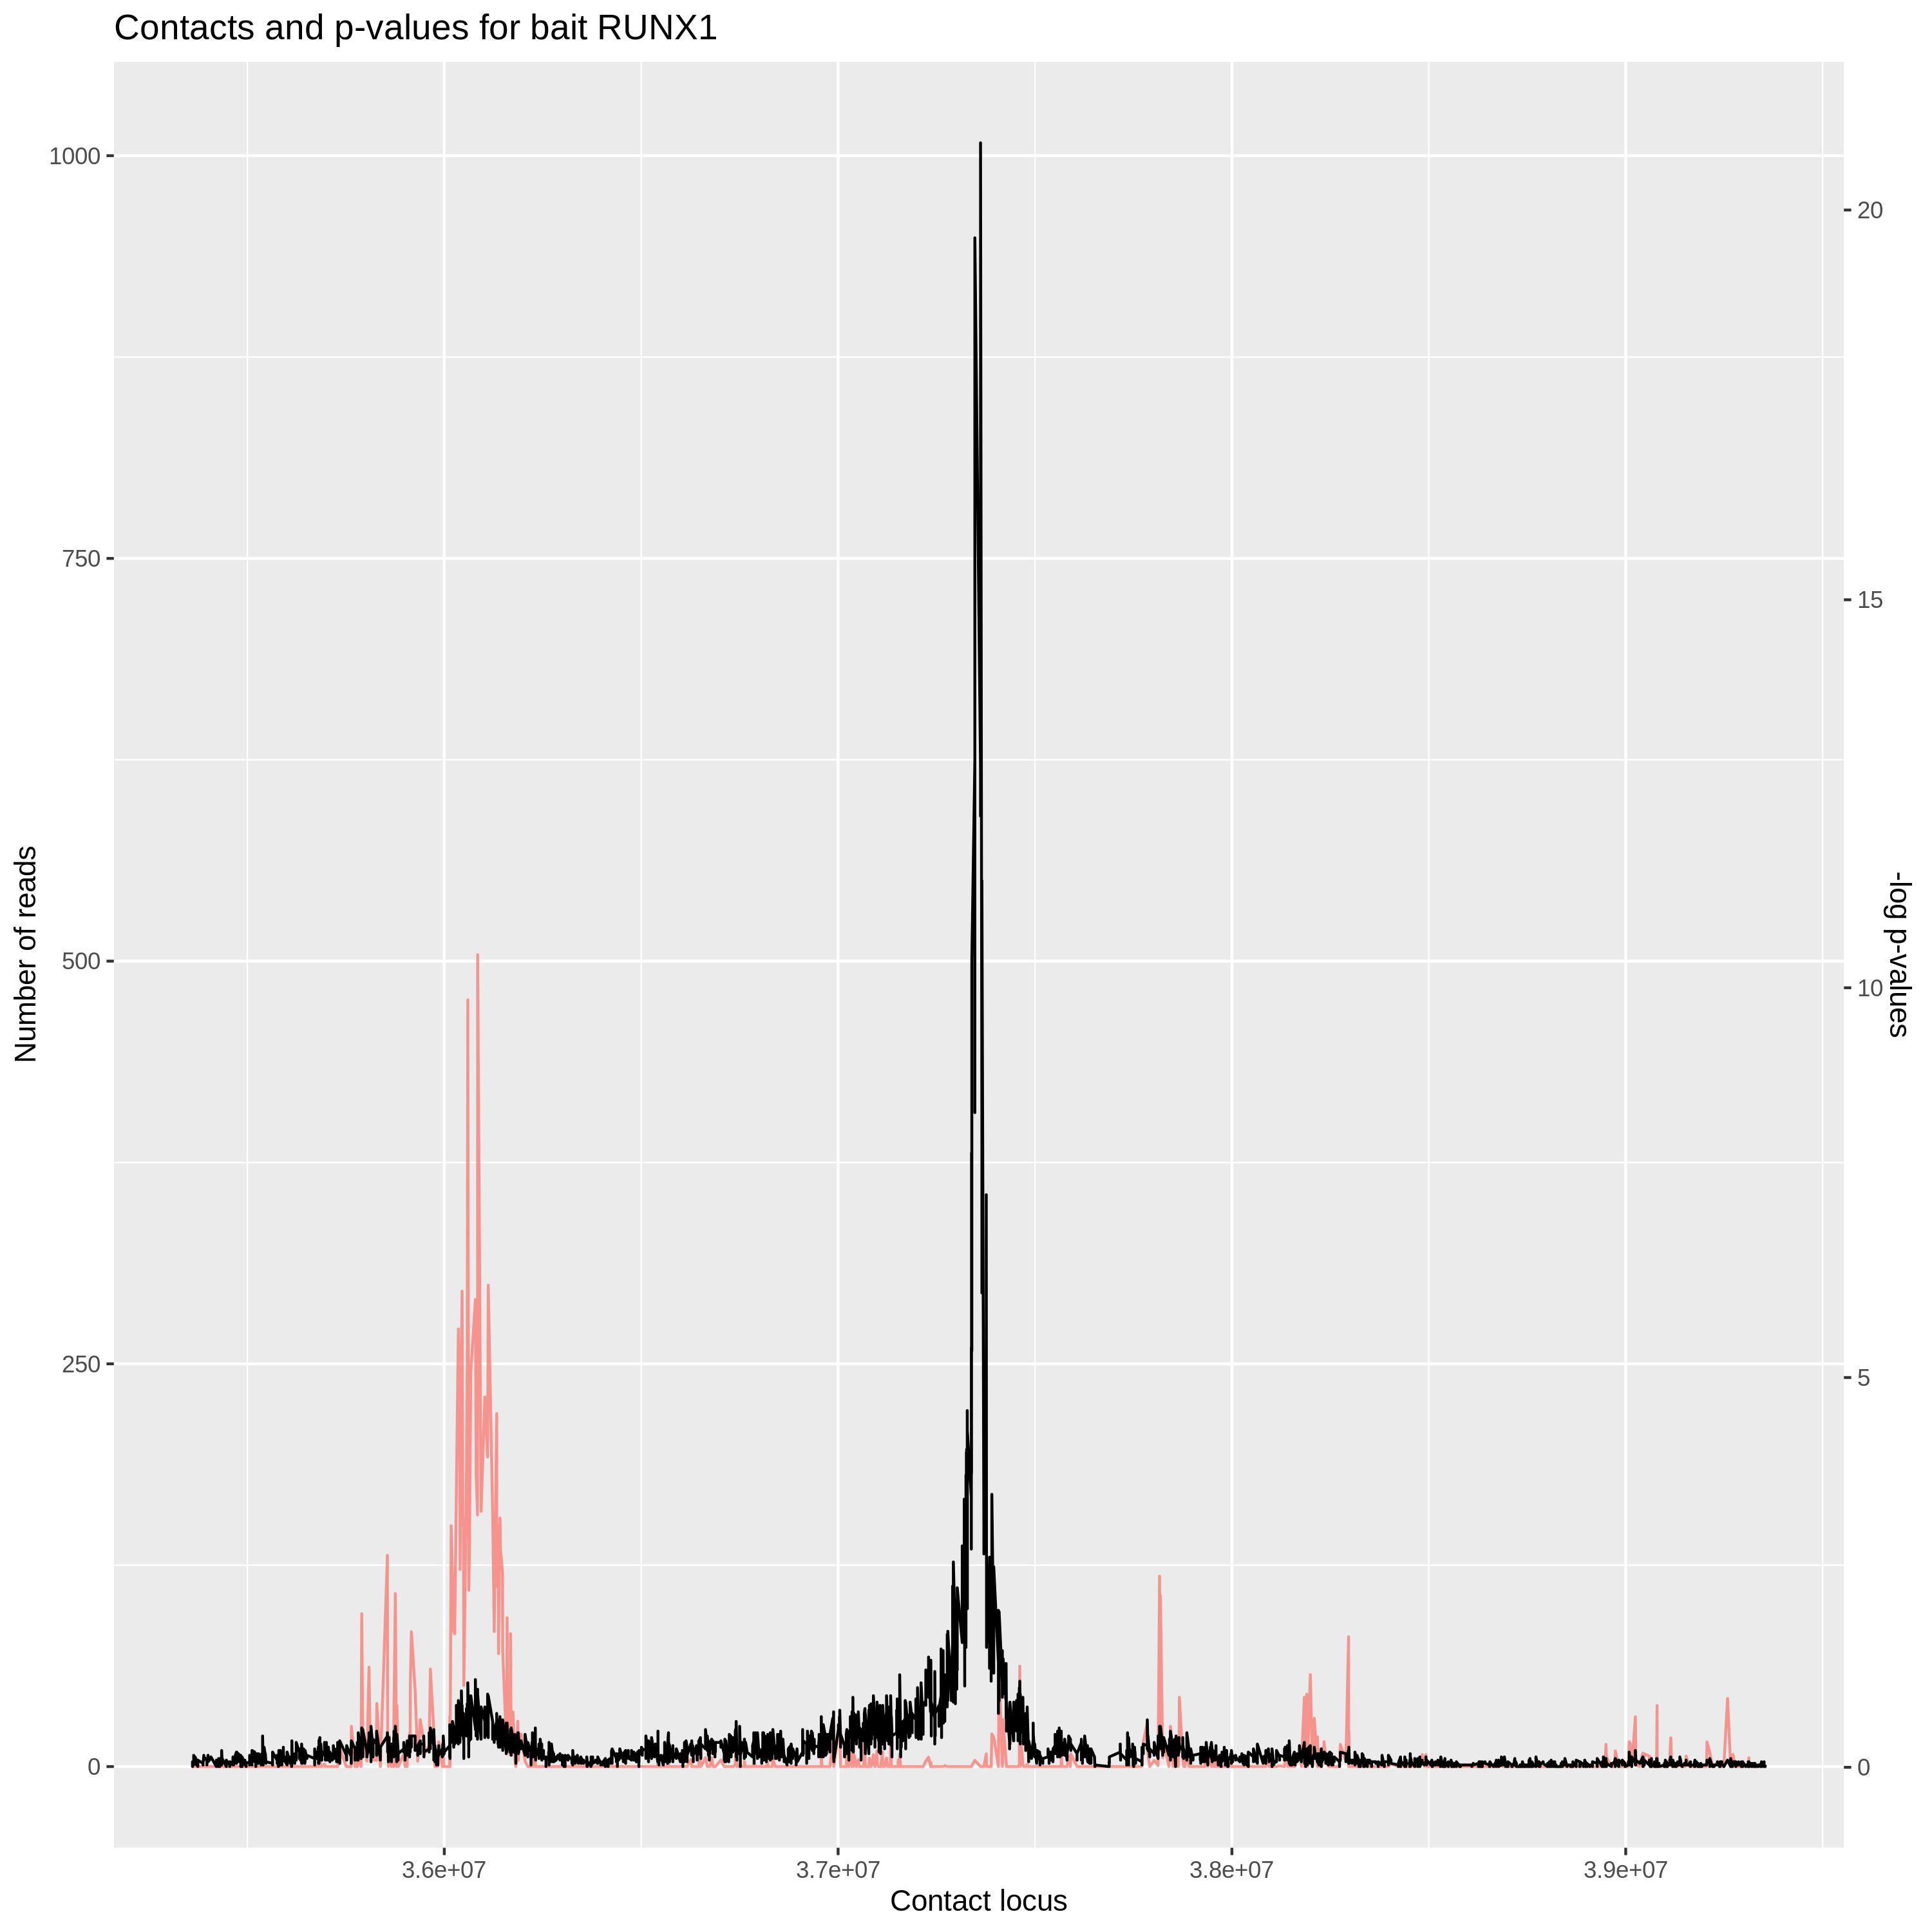 Contacts and p-values for bait RUNX1
1000
750
500
250
0
Number of reads
20
15
10
5
0
-log p-values
3.6e+07
3.7e+07
3.8e+07
3.9e+07
Contact locus